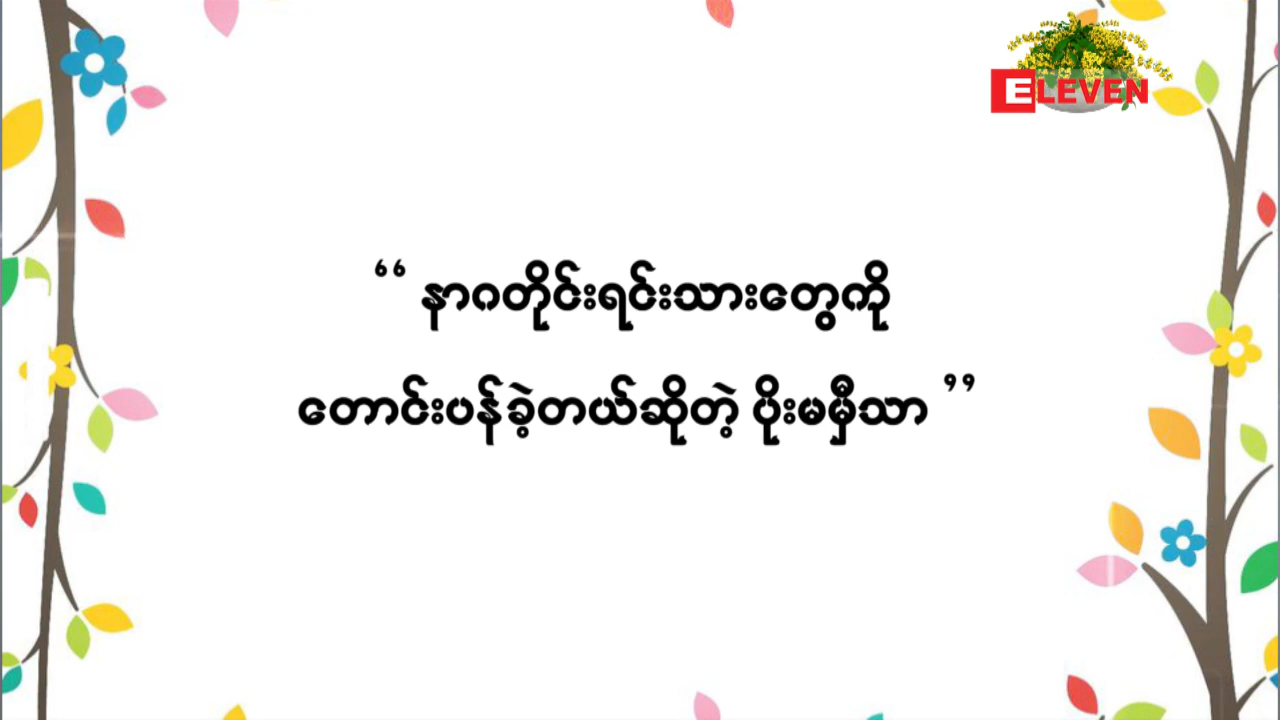 ELEVEN
“ နာဂတိုင်းရင်းသားတွေကို
တောင်းပန်ခဲ့တယ်ဆိုတဲ့ ပိုးမမှီသာ ”